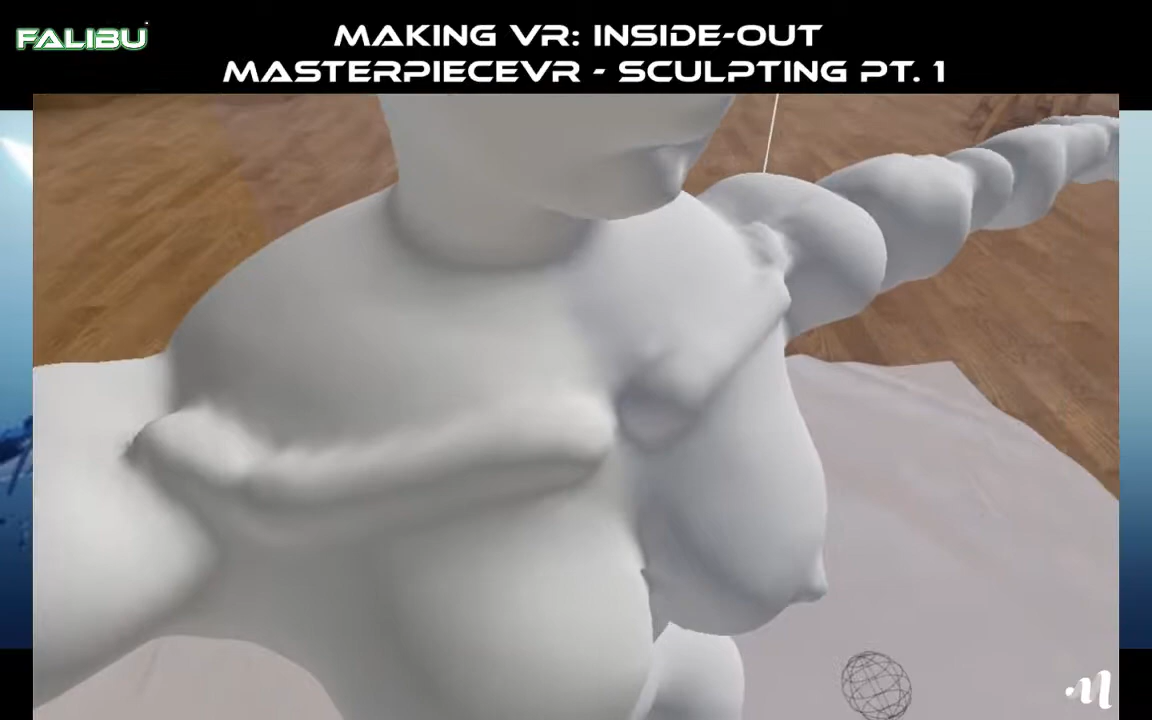 FALIBU
MAKING VR: INSIDE-OUT
MASTERPIECEVR - SCULPTING PT. 1